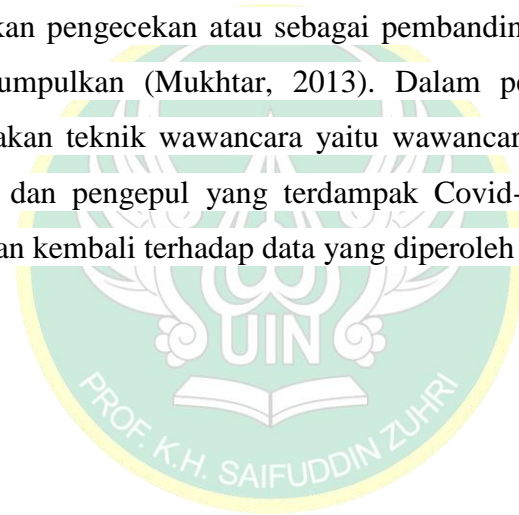 kan pengecekan atau sebagai pembandin
umpulkan (Mukhtar, 2013). Dalam pe
akan teknik wawancara yaitu wawancar
dan pengepul yang terdampak Covid-
an kembali terhadap data yang diperoleh
UIN
PROF. K.H. SAIFUDDIN ZUHRI